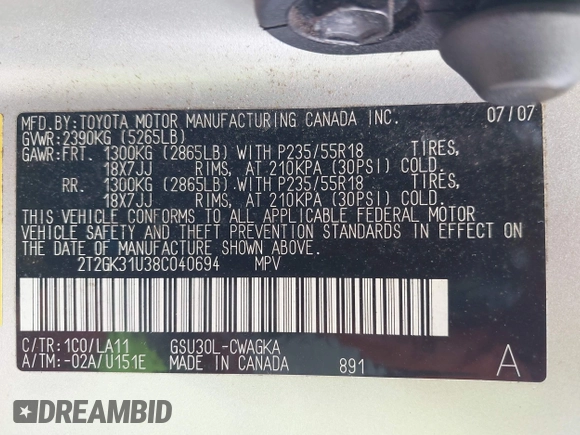 MFD.BY:TOYOTA MOTOR MANUFACTURING CANADA INC. 07/07
GVWR:2390KG (5265LB)
GAWR:FRT. 1300KG (2865LB) WITH P235/55R18 TIRES,
18X7JJ RIMS, AT 210KPA (30PSI) COLD.
RR. 1300KG (2865LB) WITH P235/55R18 TIRES,
18X7JJ RIMS, AT 210KPA (30PSI) COLD.
THIS VEHICLE CONFORMS TO ALL APPLICABLE FEDERAL MOTOR
VEHICLE SAFETY AND THEFT PREVENTION STANDARDS IN EFFECT ON
THE DATE OF MANUFACTURE SHOWN ABOVE.
2T2GK31U38C040694 MPV
C/TR:1C0/LA11 GSU30L-CWAGKA
A/TM:-02A/U151E MADE IN CANADA 891 A
DREAMBID